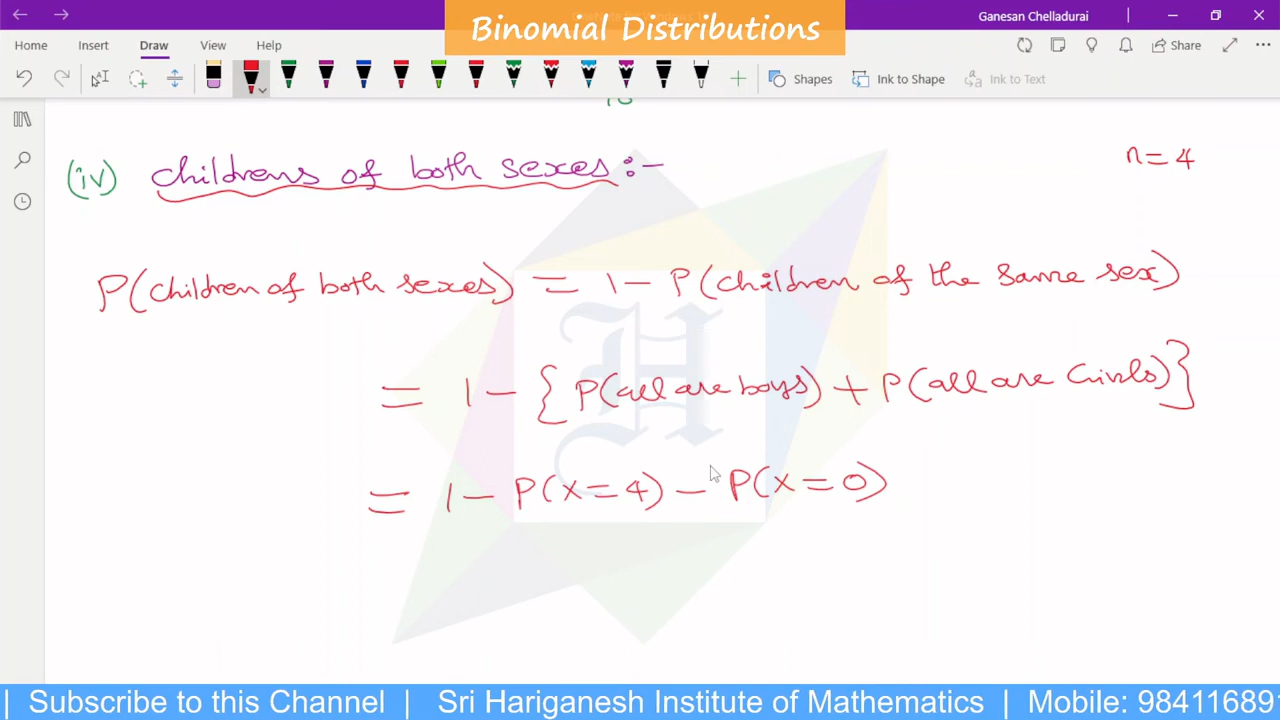 Binomial Distributions
Ganesan Chelladurai
Home Insert Draw View Help
Share
Shapes Ink to Shape Ink to Text
(iv) childrens of both sexes:-
n=4
P(children of both sexes) = 1 - P(children of the same sex)
= 1 - { P(all are boys) + P(all are Girls) }
= 1 - P(X=4) - P(X=0)
H
| Subscribe to this Channel | Sri Hariganesh Institute of Mathematics | Mobile: 98411689